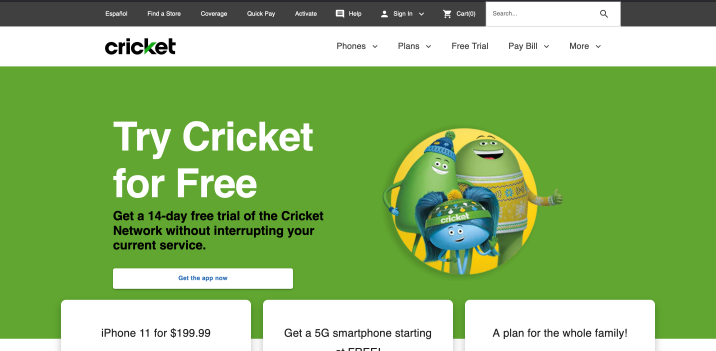 Español Find a Store Coverage Quick Pay Activate Help Sign In Cart(0) Search...
cricket Phones Plans Free Trial Pay Bill More
Try Cricket
for Free
Get a 14-day free trial of the Cricket
Network without interrupting your
current service.
cricket
Get the app now
iPhone 11 for $199.99
Get a 5G smartphone starting
at FREE!
A plan for the whole family!